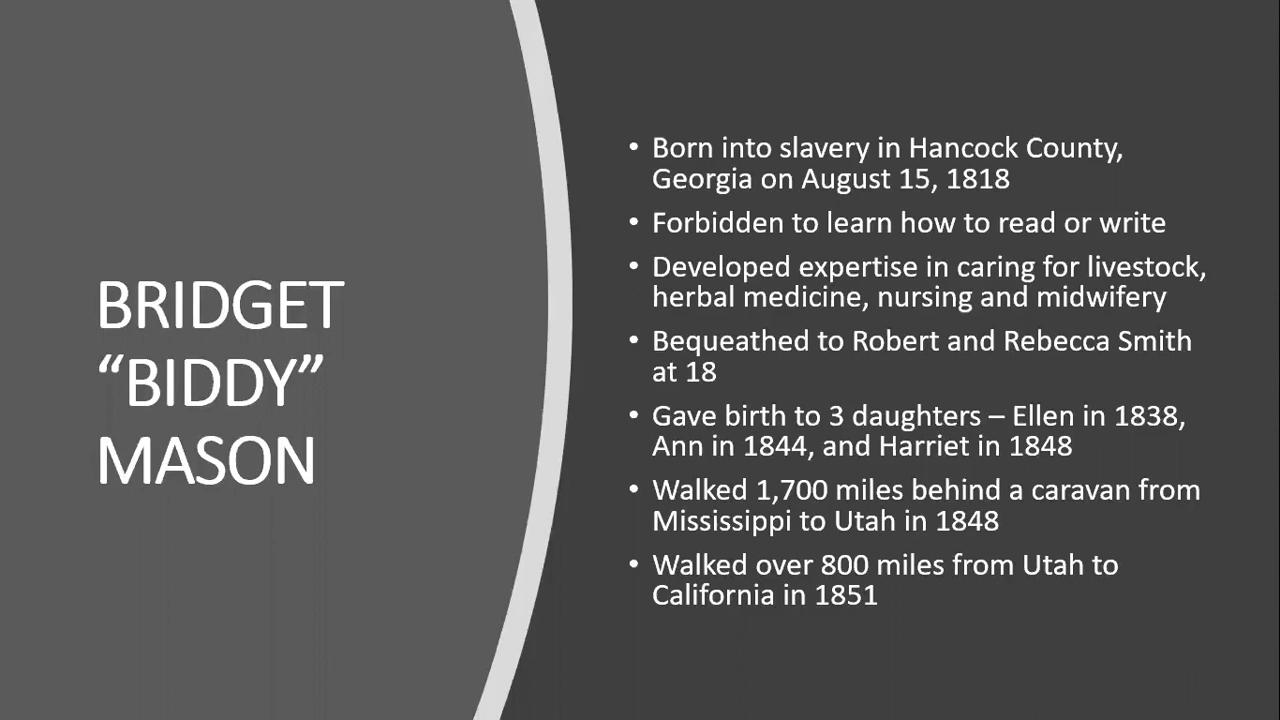 BRIDGET
“BIDDY”
MASON
• Born into slavery in Hancock County,
Georgia on August 15, 1818
• Forbidden to learn how to read or write
• Developed expertise in caring for livestock,
herbal medicine, nursing and midwifery
• Bequeathed to Robert and Rebecca Smith
at 18
• Gave birth to 3 daughters – Ellen in 1838,
Ann in 1844, and Harriet in 1848
• Walked 1,700 miles behind a caravan from
Mississippi to Utah in 1848
• Walked over 800 miles from Utah to
California in 1851